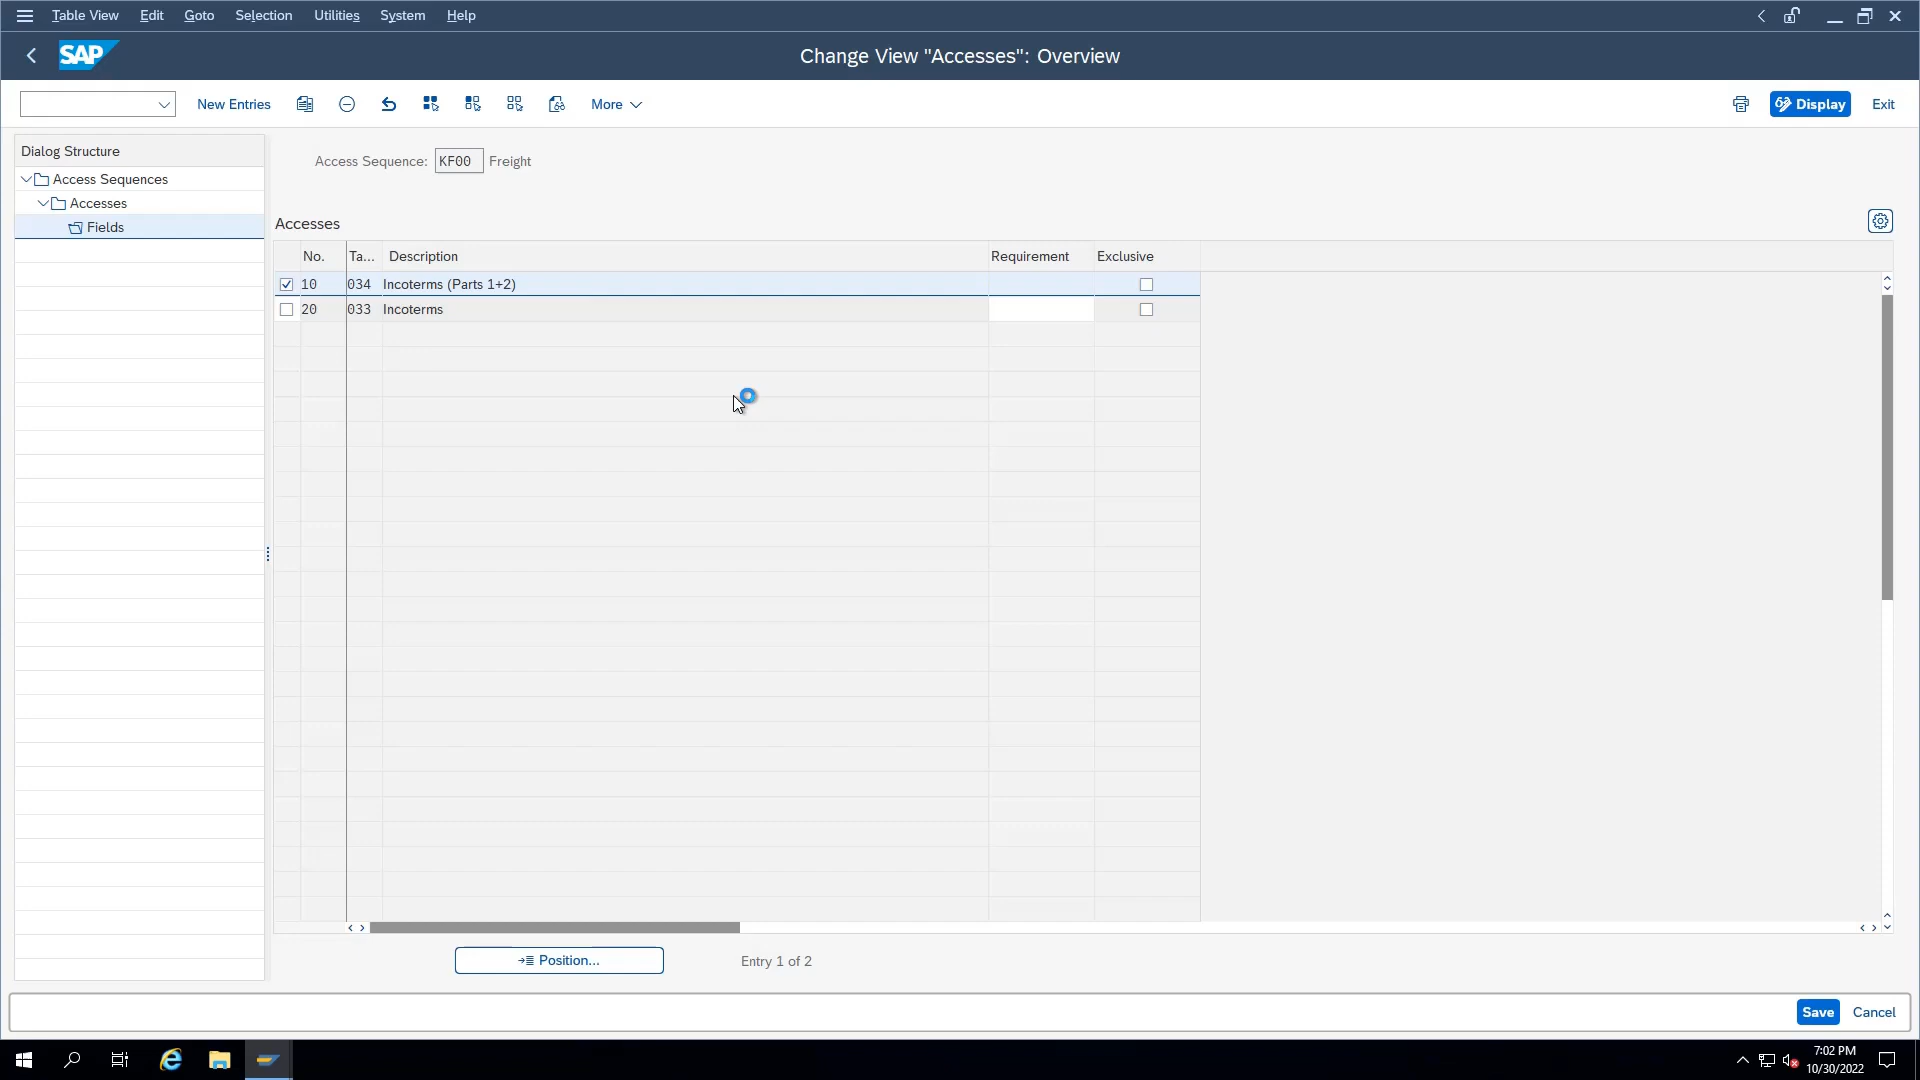 Table View Edit Goto Selection Utilities System Help
SAP Change View "Accesses": Overview
New Entries More Display Exit
Dialog Structure
Access Sequences
Accesses
Fields
Access Sequence: KF00 Freight
Accesses
No. Ta... Description Requirement Exclusive
10 034 Incoterms (Parts 1+2)
20 033 Incoterms
Position... Entry 1 of 2
Save Cancel
7:02 PM
10/30/2022